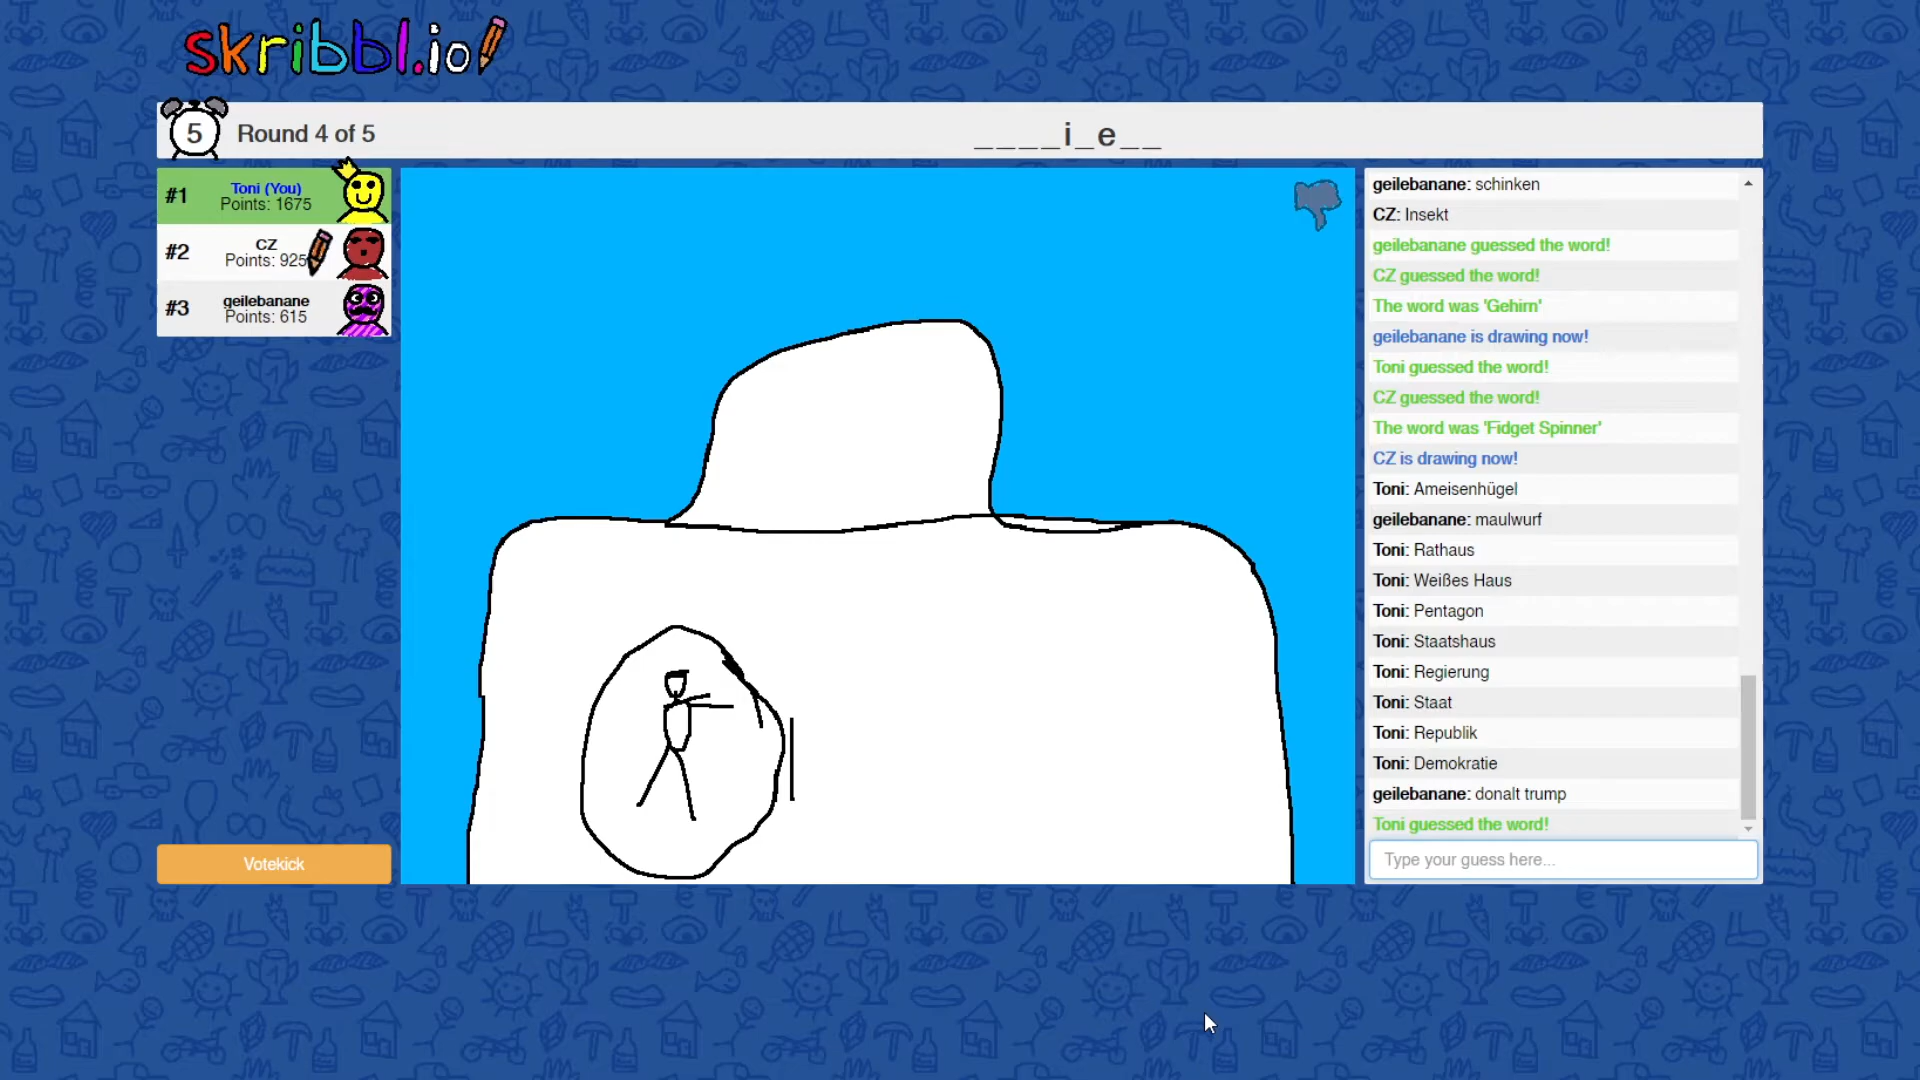 skribbl.io
5
Round 4 of 5
____i_e__
#1
Toni (You)
Points: 1675
#2
CZ
Points: 925
#3
geilebanane
Points: 615
Votekick
geilebanane: schinken
CZ: Insekt
geilebanane guessed the word!
CZ guessed the word!
The word was 'Gehirn'
geilebanane is drawing now!
Toni guessed the word!
CZ guessed the word!
The word was 'Fidget Spinner'
CZ is drawing now!
Toni: Ameisenhügel
geilebanane: maulwurf
Toni: Rathaus
Toni: Weißes Haus
Toni: Pentagon
Toni: Staatshaus
Toni: Regierung
Toni: Staat
Toni: Republik
Toni: Demokratie
geilebanane: donalt trump
Toni guessed the word!
Type your guess here...